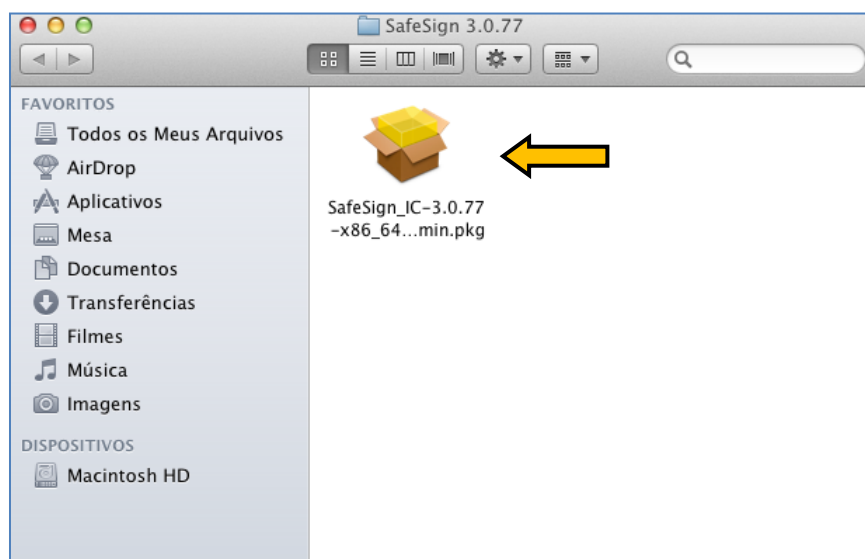 SafeSign 3.0.77
FAVORITOS
Todos os Meus Arquivos
AirDrop
Aplicativos
Mesa
Documentos
Transferências
Filmes
Música
Imagens
DISPOSITIVOS
Macintosh HD
SafeSign_IC-3.0.77
-x86_64...min.pkg